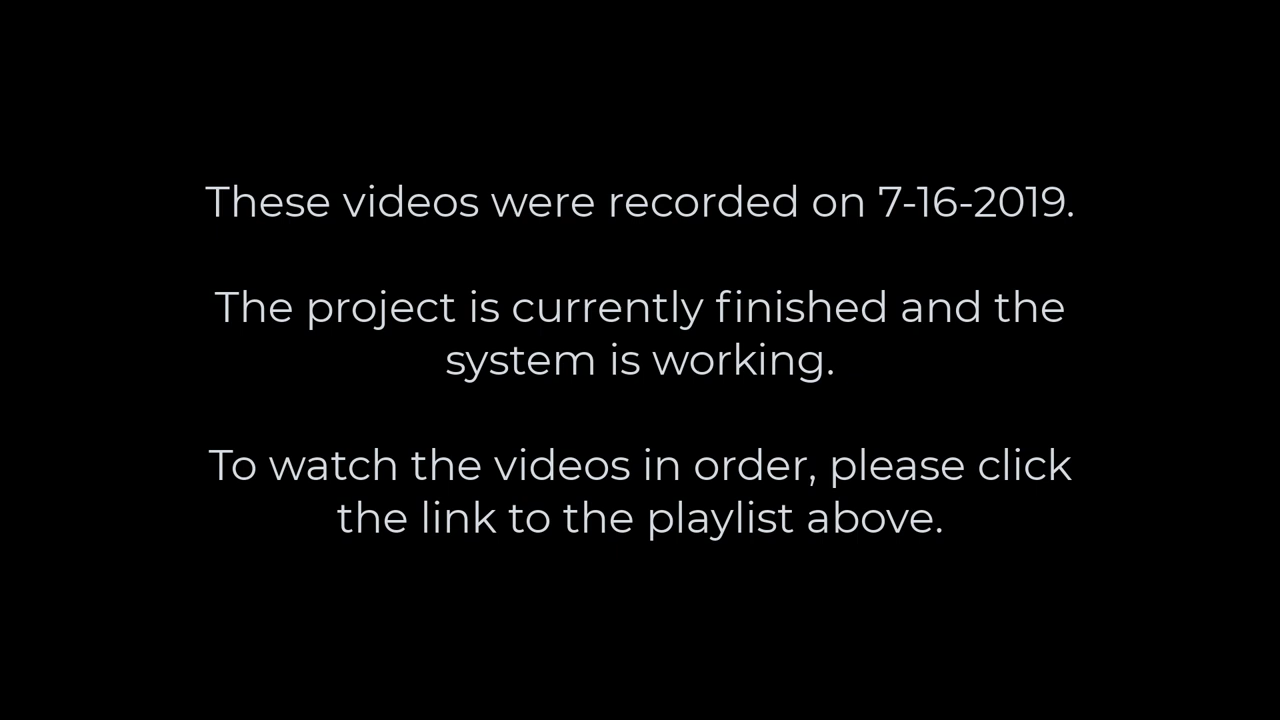 These videos were recorded on 7-16-2019.
The project is currently finished and the
system is working.
To watch the videos in order, please click
the link to the playlist above.